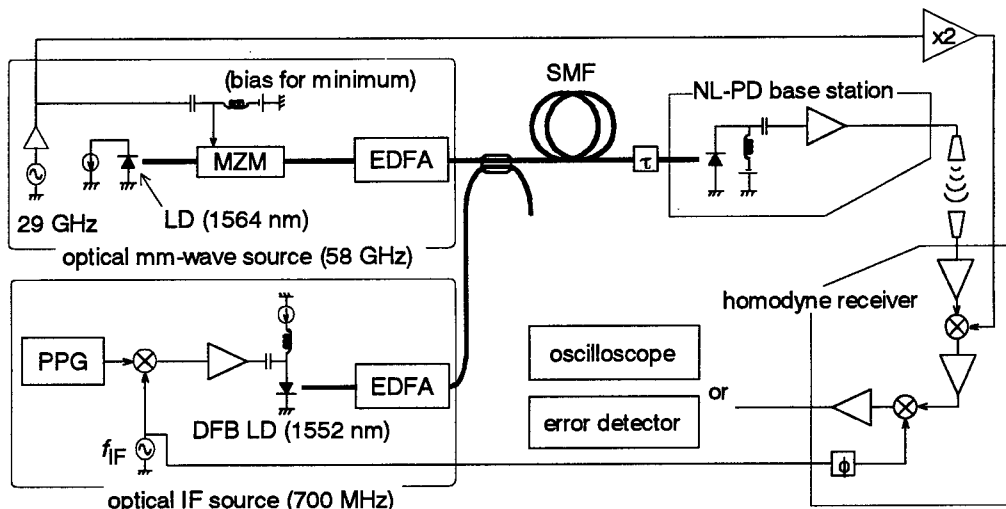 x2
(bias for minimum)
SMF
NL-PD base station
MZM
EDFA
τ
29 GHz
LD (1564 nm)
optical mm-wave source (58 GHz)
homodyne receiver
PPG
oscilloscope
EDFA
or
error detector
DFB LD (1552 nm)
fIF
ϕ
optical IF source (700 MHz)